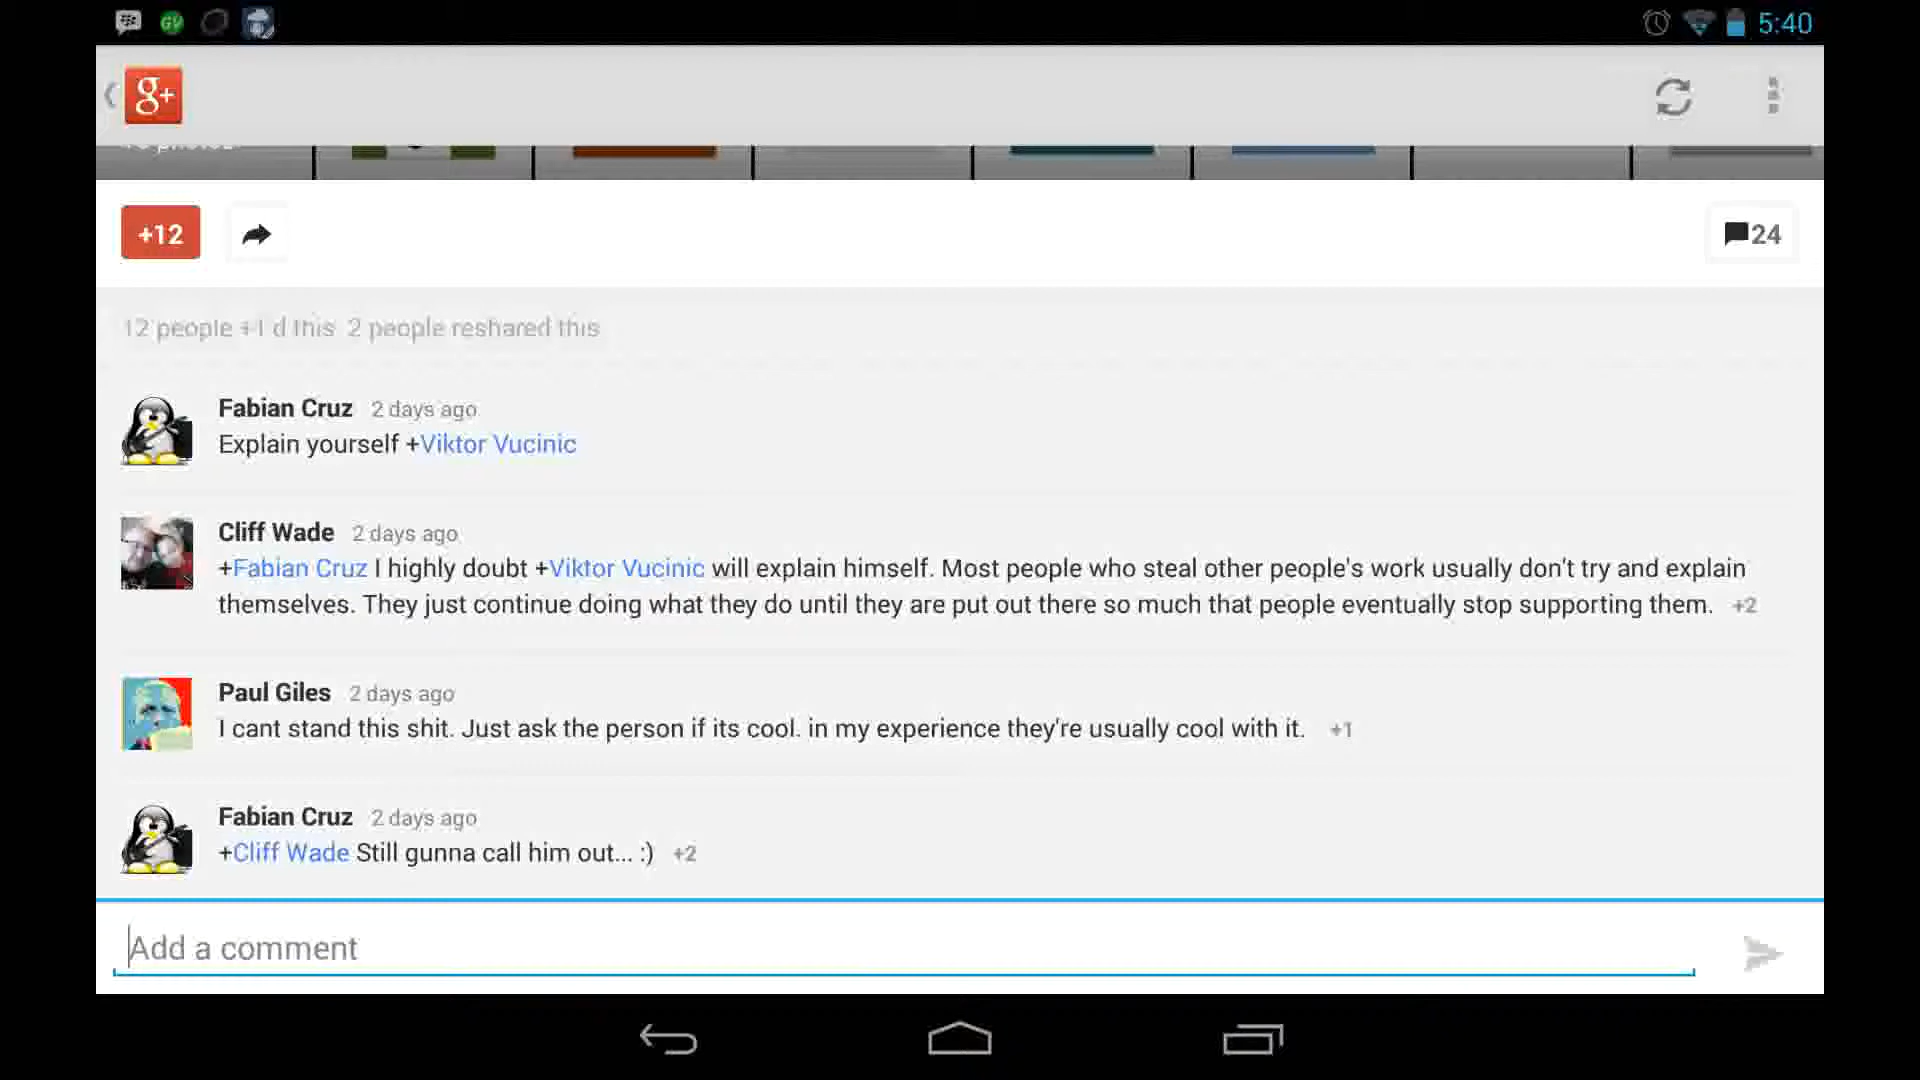 GV
5:40
g+
+12
24
12 people +1'd this 2 people reshared this
Fabian Cruz 2 days ago
Explain yourself +Viktor Vucinic
Cliff Wade 2 days ago
+Fabian Cruz I highly doubt +Viktor Vucinic will explain himself. Most people who steal other people's work usually don't try and explain
themselves. They just continue doing what they do until they are put out there so much that people eventually stop supporting them. +2
Paul Giles 2 days ago
I cant stand this shit. Just ask the person if its cool. in my experience they're usually cool with it. +1
Fabian Cruz 2 days ago
+Cliff Wade Still gunna call him out... :) +2
Add a comment